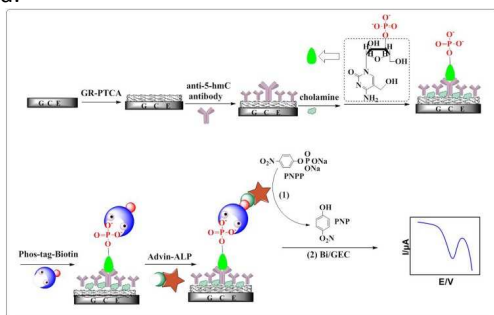 a.
GR-PTCA
anti-5-hmC
antibody
cholamine
G C E
G C E
G C E
G C E
O
O⁻-P-O⁻
O
OH
H
OH
O
N
N
OH
NH₂
O
O⁻-P-O⁻
O
Phos-tag-Biotin
Advin-ALP
O₂N
O-P-ONa
ONa
PNPP
(1)
OH
PNP
NO₂
(2) Bi/GEC
I/μA
E/V
G C E
G C E